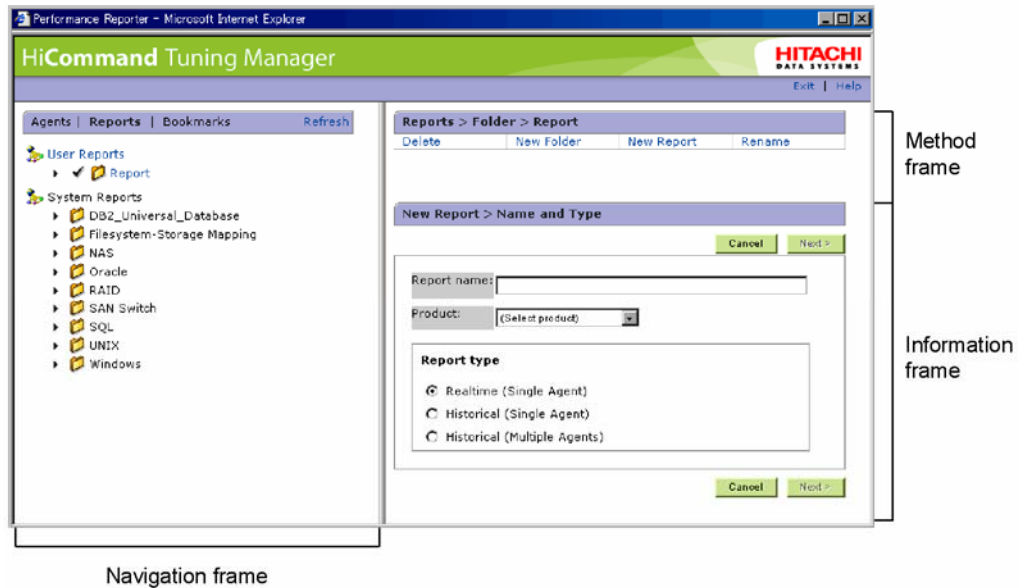 Performance Reporter - Microsoft Internet Explorer
HiCommand Tuning Manager
HITACHI
DATA SYSTEMS
Exit | Help
Agents | Reports | Bookmarks Refresh
User Reports
Report
System Reports
DB2_Universal_Database
Filesystem-Storage Mapping
NAS
Oracle
RAID
SAN Switch
SQL
UNIX
Windows
Reports > Folder > Report
Delete New Folder New Report Rename
New Report > Name and Type
Cancel Next >
Report name:
Product: (Select product)
Report type
Realtime (Single Agent)
Historical (Single Agent)
Historical (Multiple Agents)
Cancel Next >
Method
frame
Information
frame
Navigation frame